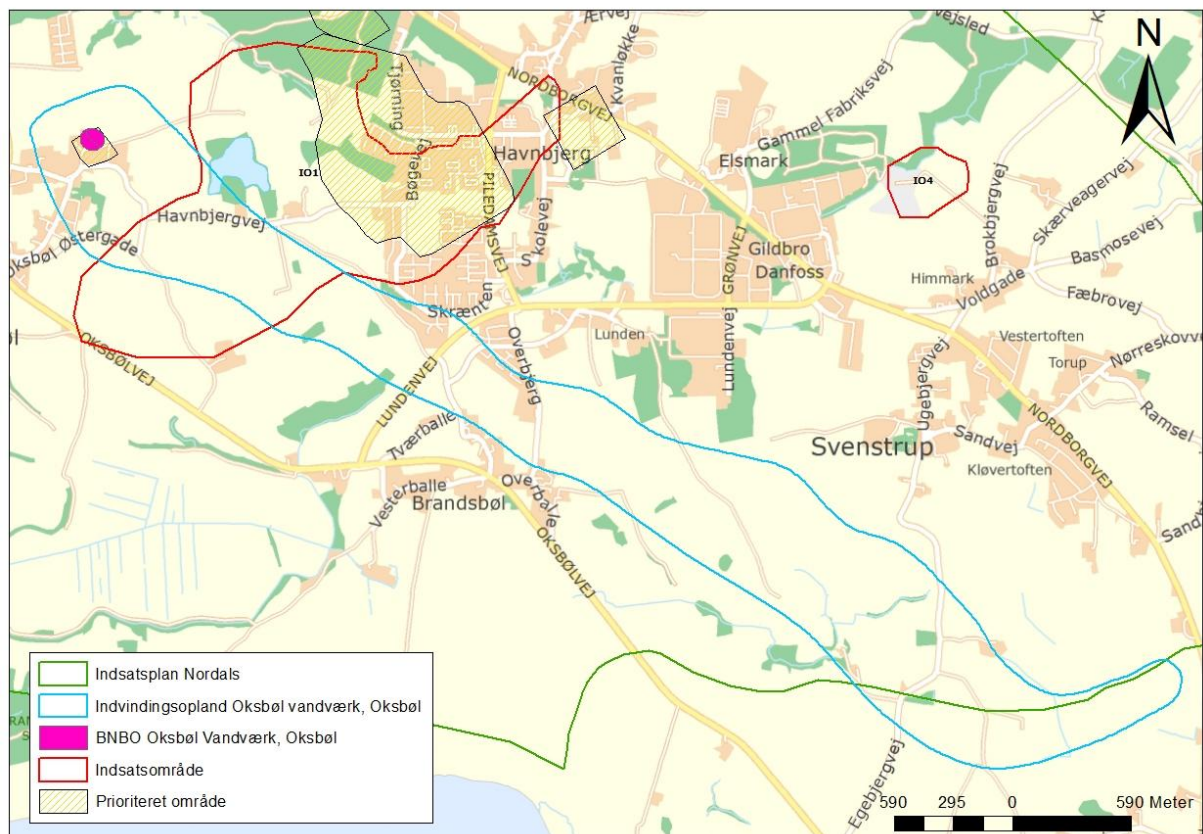 Ærvej
Vejsled
N
NORDBORGVEJ
Kvanløkke
Tjørning
Gammel Fabriksvej
Havnbjerg
Elsmark
IO1
IO4
Bøgevej
PILEDAMSVEJ
Skolevej
Brokbjergvej
Skærveagervej
Havnbjergvej
Basmosevej
Oksbøl Østergade
GRØNVEJ
Gildbro
Danfoss
Himmark
Voldgade
Fæbrovej
Skrænten
Lunden
Vestertoften
OKSBØLVEJ
Overbjerg
Lundenvej
Torup
Nørreskovve
LUNDENVEJ
Ugebjergvej
NORDBORGVEJ
Ramsel
Tværballe
Svenstrup
Sandvej
Kløvertoften
Vesterballe
Brandsbøl
Overballe
OKSBØLVEJ
Sandv
Egebjergvej
Indsatsplan Nordals
Indvindingsopland Oksbøl vandværk, Oksbøl
BNBO Oksbøl Vandværk, Oksbøl
Indsatsområde
Prioriteret område
590 295 0 590 Meter